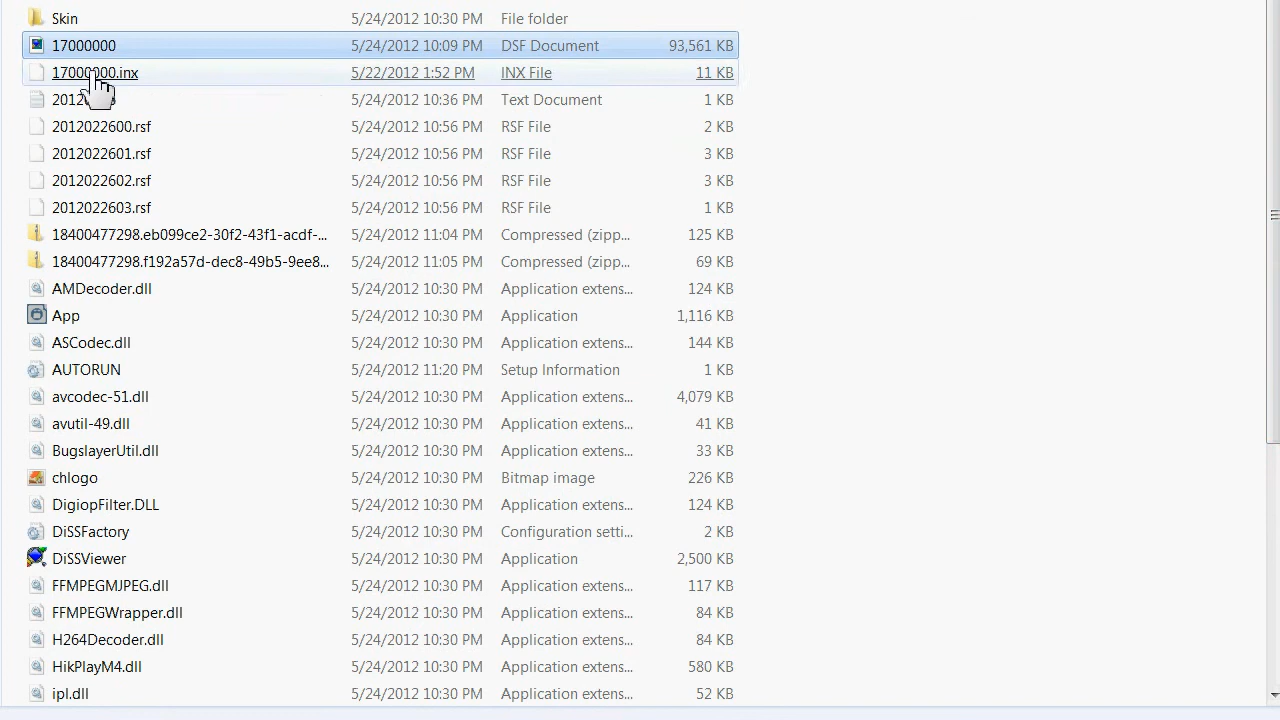 Skin 5/24/2012 10:30 PM File folder
17000000 5/24/2012 10:09 PM DSF Document 93,561 KB
17000000.inx 5/22/2012 1:52 PM INX File 11 KB
5/24/2012 10:36 PM Text Document 1 KB
2012022600.rsf 5/24/2012 10:56 PM RSF File 2 KB
2012022601.rsf 5/24/2012 10:56 PM RSF File 3 KB
2012022602.rsf 5/24/2012 10:56 PM RSF File 3 KB
2012022603.rsf 5/24/2012 10:56 PM RSF File 1 KB
18400477298.eb099ce2-30f2-43f1-acdf-... 5/24/2012 11:04 PM Compressed (zipp... 125 KB
18400477298.f192a57d-dec8-49b5-9ee8... 5/24/2012 11:05 PM Compressed (zipp... 69 KB
AMDecoder.dll 5/24/2012 10:30 PM Application extens... 124 KB
App 5/24/2012 10:30 PM Application 1,116 KB
ASCodec.dll 5/24/2012 10:30 PM Application extens... 144 KB
AUTORUN 5/24/2012 11:20 PM Setup Information 1 KB
avcodec-51.dll 5/24/2012 10:30 PM Application extens... 4,079 KB
avutil-49.dll 5/24/2012 10:30 PM Application extens... 41 KB
BugslayerUtil.dll 5/24/2012 10:30 PM Application extens... 33 KB
chlogo 5/24/2012 10:30 PM Bitmap image 226 KB
DigiopFilter.DLL 5/24/2012 10:30 PM Application extens... 124 KB
DiSSFactory 5/24/2012 10:30 PM Configuration setti... 2 KB
DiSSViewer 5/24/2012 10:30 PM Application 2,500 KB
FFMPEGMJPEG.dll 5/24/2012 10:30 PM Application extens... 117 KB
FFMPEGWrapper.dll 5/24/2012 10:30 PM Application extens... 84 KB
H264Decoder.dll 5/24/2012 10:30 PM Application extens... 84 KB
HikPlayM4.dll 5/24/2012 10:30 PM Application extens... 580 KB
ipl.dll 5/24/2012 10:30 PM Application extens... 52 KB